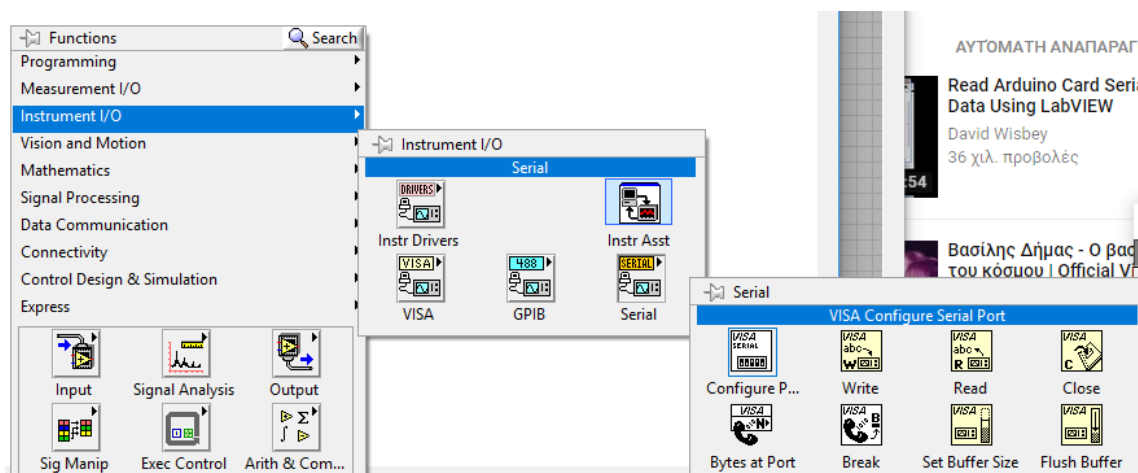 Functions
Search
Programming
Measurement I/O
Instrument I/O
Vision and Motion
Mathematics
Signal Processing
Data Communication
Connectivity
Control Design & Simulation
Express
Input
Signal Analysis
Output
Sig Manip
Exec Control
Arith & Com...
Instrument I/O
Serial
DRIVERS
Instr Drivers
Instr Asst
VISA
488
SERIAL
VISA
GPIB
Serial
Serial
VISA Configure Serial Port
VISA
SERIAL
Configure P...
VISA
abc
W
Write
VISA
abc
R
Read
VISA
C
Close
VISA
N
Bytes at Port
VISA
B
Break
VISA
Set Buffer Size
VISA
Flush Buffer
ΑΥΤΌΜΑΤΗ ΑΝΑΠΑΡΑΓ
Read Arduino Card Seri
Data Using LabVIEW
David Wisbey
36 χιλ. προβολές
:54
Βασίλης Δήμας - Ο βασ
του κόσμου | Official Vi